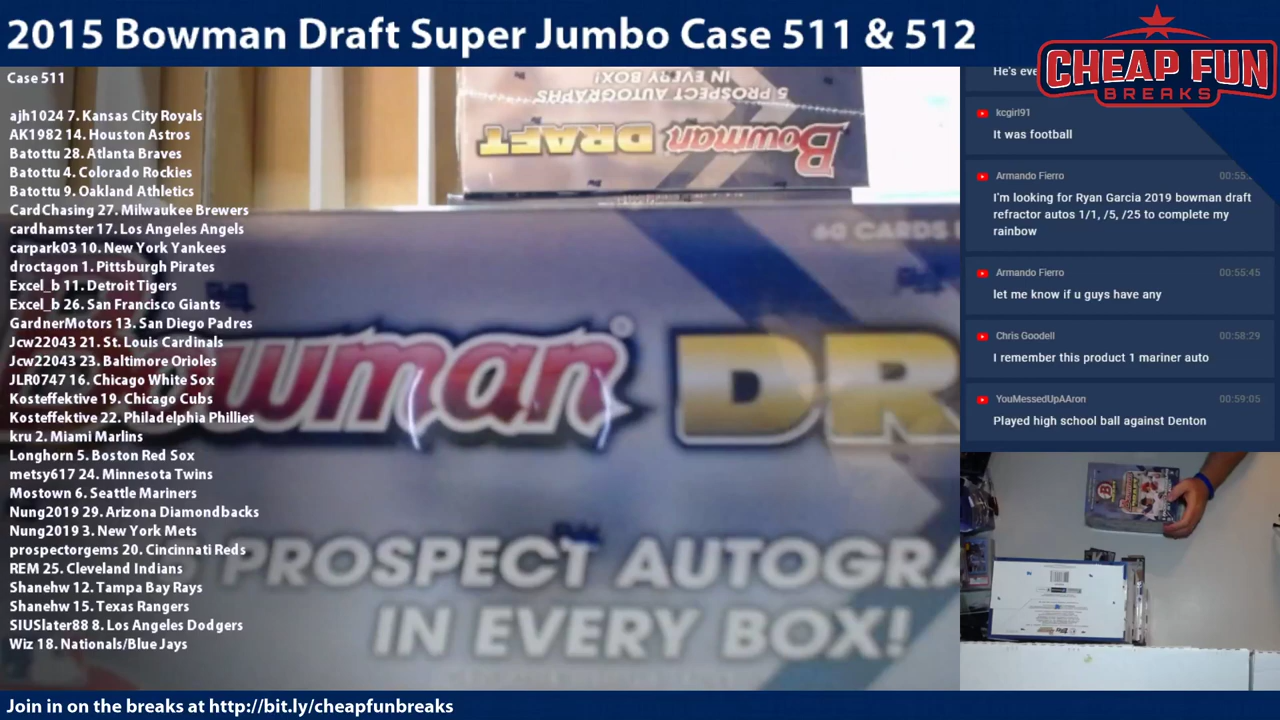 2015 Bowman Draft Super Jumbo Case 511 & 512
CHEAP FUN
BREAKS
Case 511
ajh1024 7. Kansas City Royals
AK1982 14. Houston Astros
Batottu 28. Atlanta Braves
Batottu 4. Colorado Rockies
Batottu 9. Oakland Athletics
CardChasing 27. Milwaukee Brewers
cardhamster 17. Los Angeles Angels
carpark03 10. New York Yankees
droctagon 1. Pittsburgh Pirates
Excel_b 11. Detroit Tigers
Excel_b 26. San Francisco Giants
GardnerMotors 13. San Diego Padres
Jcw22043 21. St. Louis Cardinals
Jcw22043 23. Baltimore Orioles
JLR0747 16. Chicago White Sox
Kosteffektive 19. Chicago Cubs
Kosteffektive 22. Philadelphia Phillies
kru 2. Miami Marlins
Longhorn 5. Boston Red Sox
metsy617 24. Minnesota Twins
Mostown 6. Seattle Mariners
Nung2019 29. Arizona Diamondbacks
Nung2019 3. New York Mets
prospectorgems 20. Cincinnati Reds
REM 25. Cleveland Indians
Shanehw 12. Tampa Bay Rays
Shanehw 15. Texas Rangers
SIUSlater88 8. Los Angeles Dodgers
Wiz 18. Nationals/Blue Jays
5 PROSPECT AUTOGRAPHS
IN EVERY BOX!
Bowman DRAFT
60 CARDS
owman DR
PROSPECT AUTOGRA
IN EVERY BOX!
He's eve
kcgirl91
It was football
Armando Fierro 00:55:
I'm looking for Ryan Garcia 2019 bowman draft
refractor autos 1/1, /5, /25 to complete my
rainbow
Armando Fierro 00:55:45
let me know if u guys have any
Chris Goodell 00:58:29
I remember this product 1 mariner auto
YouMessedUpAAron 00:59:05
Played high school ball against Denton
Join in on the breaks at http://bit.ly/cheapfunbreaks